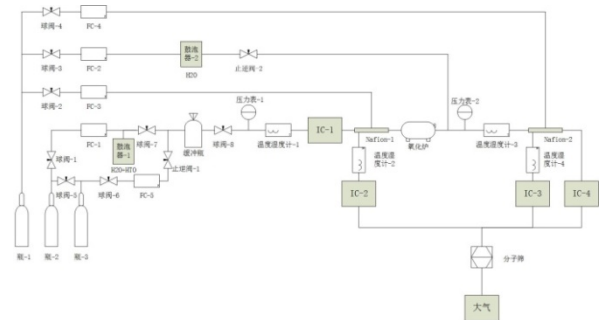 球阀-4
FC-4
球阀-3
FC-2
鼓泡
器-2
H2O
止逆阀-2
球阀-2
FC-3
压力表-1
压力表-2
FC-1
鼓泡
器-1
H2O+HTO
球阀-7
缓冲瓶
球阀-8
温度湿度计-1
IC-1
Nafion-1
氧化炉
温度湿度计-3
Nafion-2
球阀-1
止逆阀-1
温度湿
度计-2
温度湿
度计-4
球阀-5
球阀-6
FC-5
IC-2
IC-3
IC-4
瓶-1
瓶-2
瓶-3
分子筛
大气